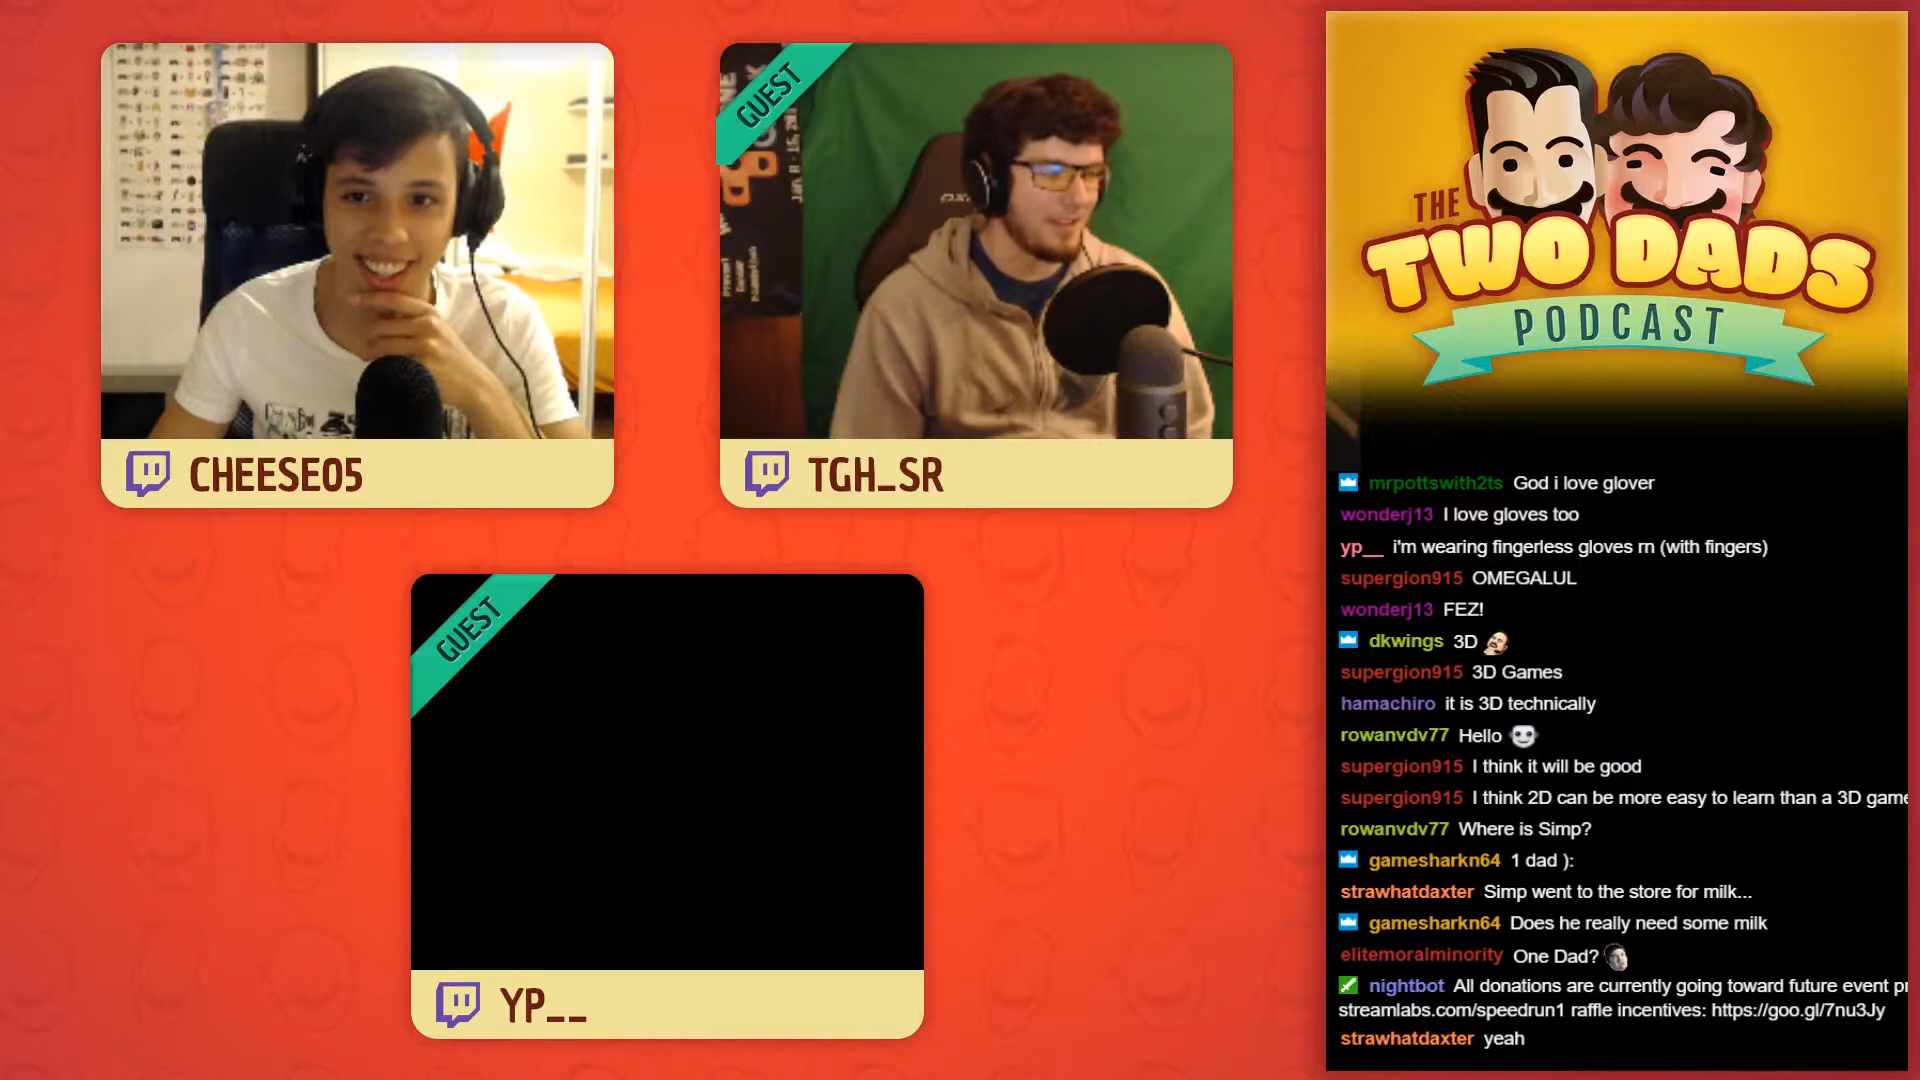 GUEST
CHEESE05
TGH_SR
GUEST
YP__
THE
TWO DADS
PODCAST
mrpottswith2ts God i love glover
wonderj13 I love gloves too
yp__ i'm wearing fingerless gloves rn (with fingers)
supergion915 OMEGALUL
wonderj13 FEZ!
dkwings 3D
supergion915 3D Games
hamachiro it is 3D technically
rowanvdv77 Hello
supergion915 I think it will be good
supergion915 I think 2D can be more easy to learn than a 3D game
rowanvdv77 Where is Simp?
gamesharkn64 1 dad ):
strawhatdaxter Simp went to the store for milk...
gamesharkn64 Does he really need some milk
elitemoralminority One Dad?
nightbot All donations are currently going toward future event pr
streamlabs.com/speedrun1 raffle incentives: https://goo.gl/7nu3Jy
strawhatdaxter yeah